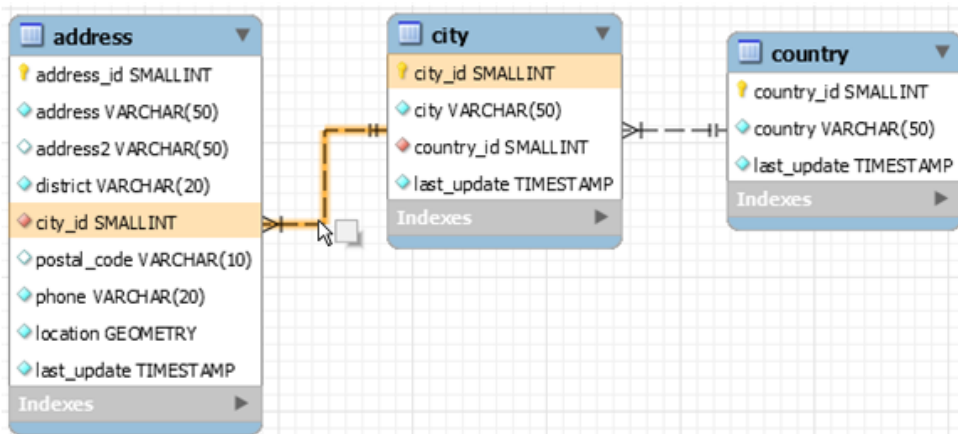 address
address_id SMALLINT
address VARCHAR(50)
address2 VARCHAR(50)
district VARCHAR(20)
city_id SMALLINT
postal_code VARCHAR(10)
phone VARCHAR(20)
location GEOMETRY
last_update TIMESTAMP
Indexes
city
city_id SMALLINT
city VARCHAR(50)
country_id SMALLINT
last_update TIMESTAMP
Indexes
country
country_id SMALLINT
country VARCHAR(50)
last_update TIMESTAMP
Indexes